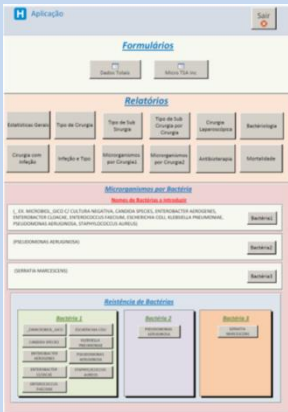 H Aplicação
Sair
Formulários
Dados Totais
Micro TSA inv.
Relatórios
Estatísticas Gerais
Tipo de Cirurgia
Tipo de Sub
Cirurgia
Tipo de Sub
Cirurgia por
Cirurgia
Cirurgia
Laparoscópica
Bacteriologia
Cirurgia com
Infeção
Infeção e Tipo
Microrganismos
por Cirurgia1
Microrganismos
por Cirurgia2
Antibioterapia
Mortalidade
Microrganismos por Bactéria
Nomes de Bactérias a introduzir
CULTURA NEGATIVA, CANDIDA SPECIES, ENTEROBACTER AEROGENES,
ENTEROBACTER CLOACAE, ENTEROCOCCUS FAECIUM, ESCHERICHIA COLI, KLEBSIELLA PNEUMONIAE,
PSEUDOMONAS AERUGINOSA, STAPHYLOCOCCUS AUREUS)
Bactéria1
(PSEUDOMONAS AERUGINOSA)
Bactéria2
(SERRATIA MARCESCENS)
Bactéria3
Resistência de Bactérias
Bactéria 1
Bactéria 2
Bactéria 3
ESCHERICHIA COLI
PSEUDOMONAS
AERUGINOSA
SERRATIA
MARCESCENS
CANDIDA SPECIES
KLEBSIELLA
PNEUMONIAE
ENTEROBACTER
AEROGENES
PSEUDOMONAS
AERUGINOSA
ENTEROBACTER
CLOACAE
STAPHYLOCOCCUS
AUREUS
ENTEROCOCCUS
FAECIUM